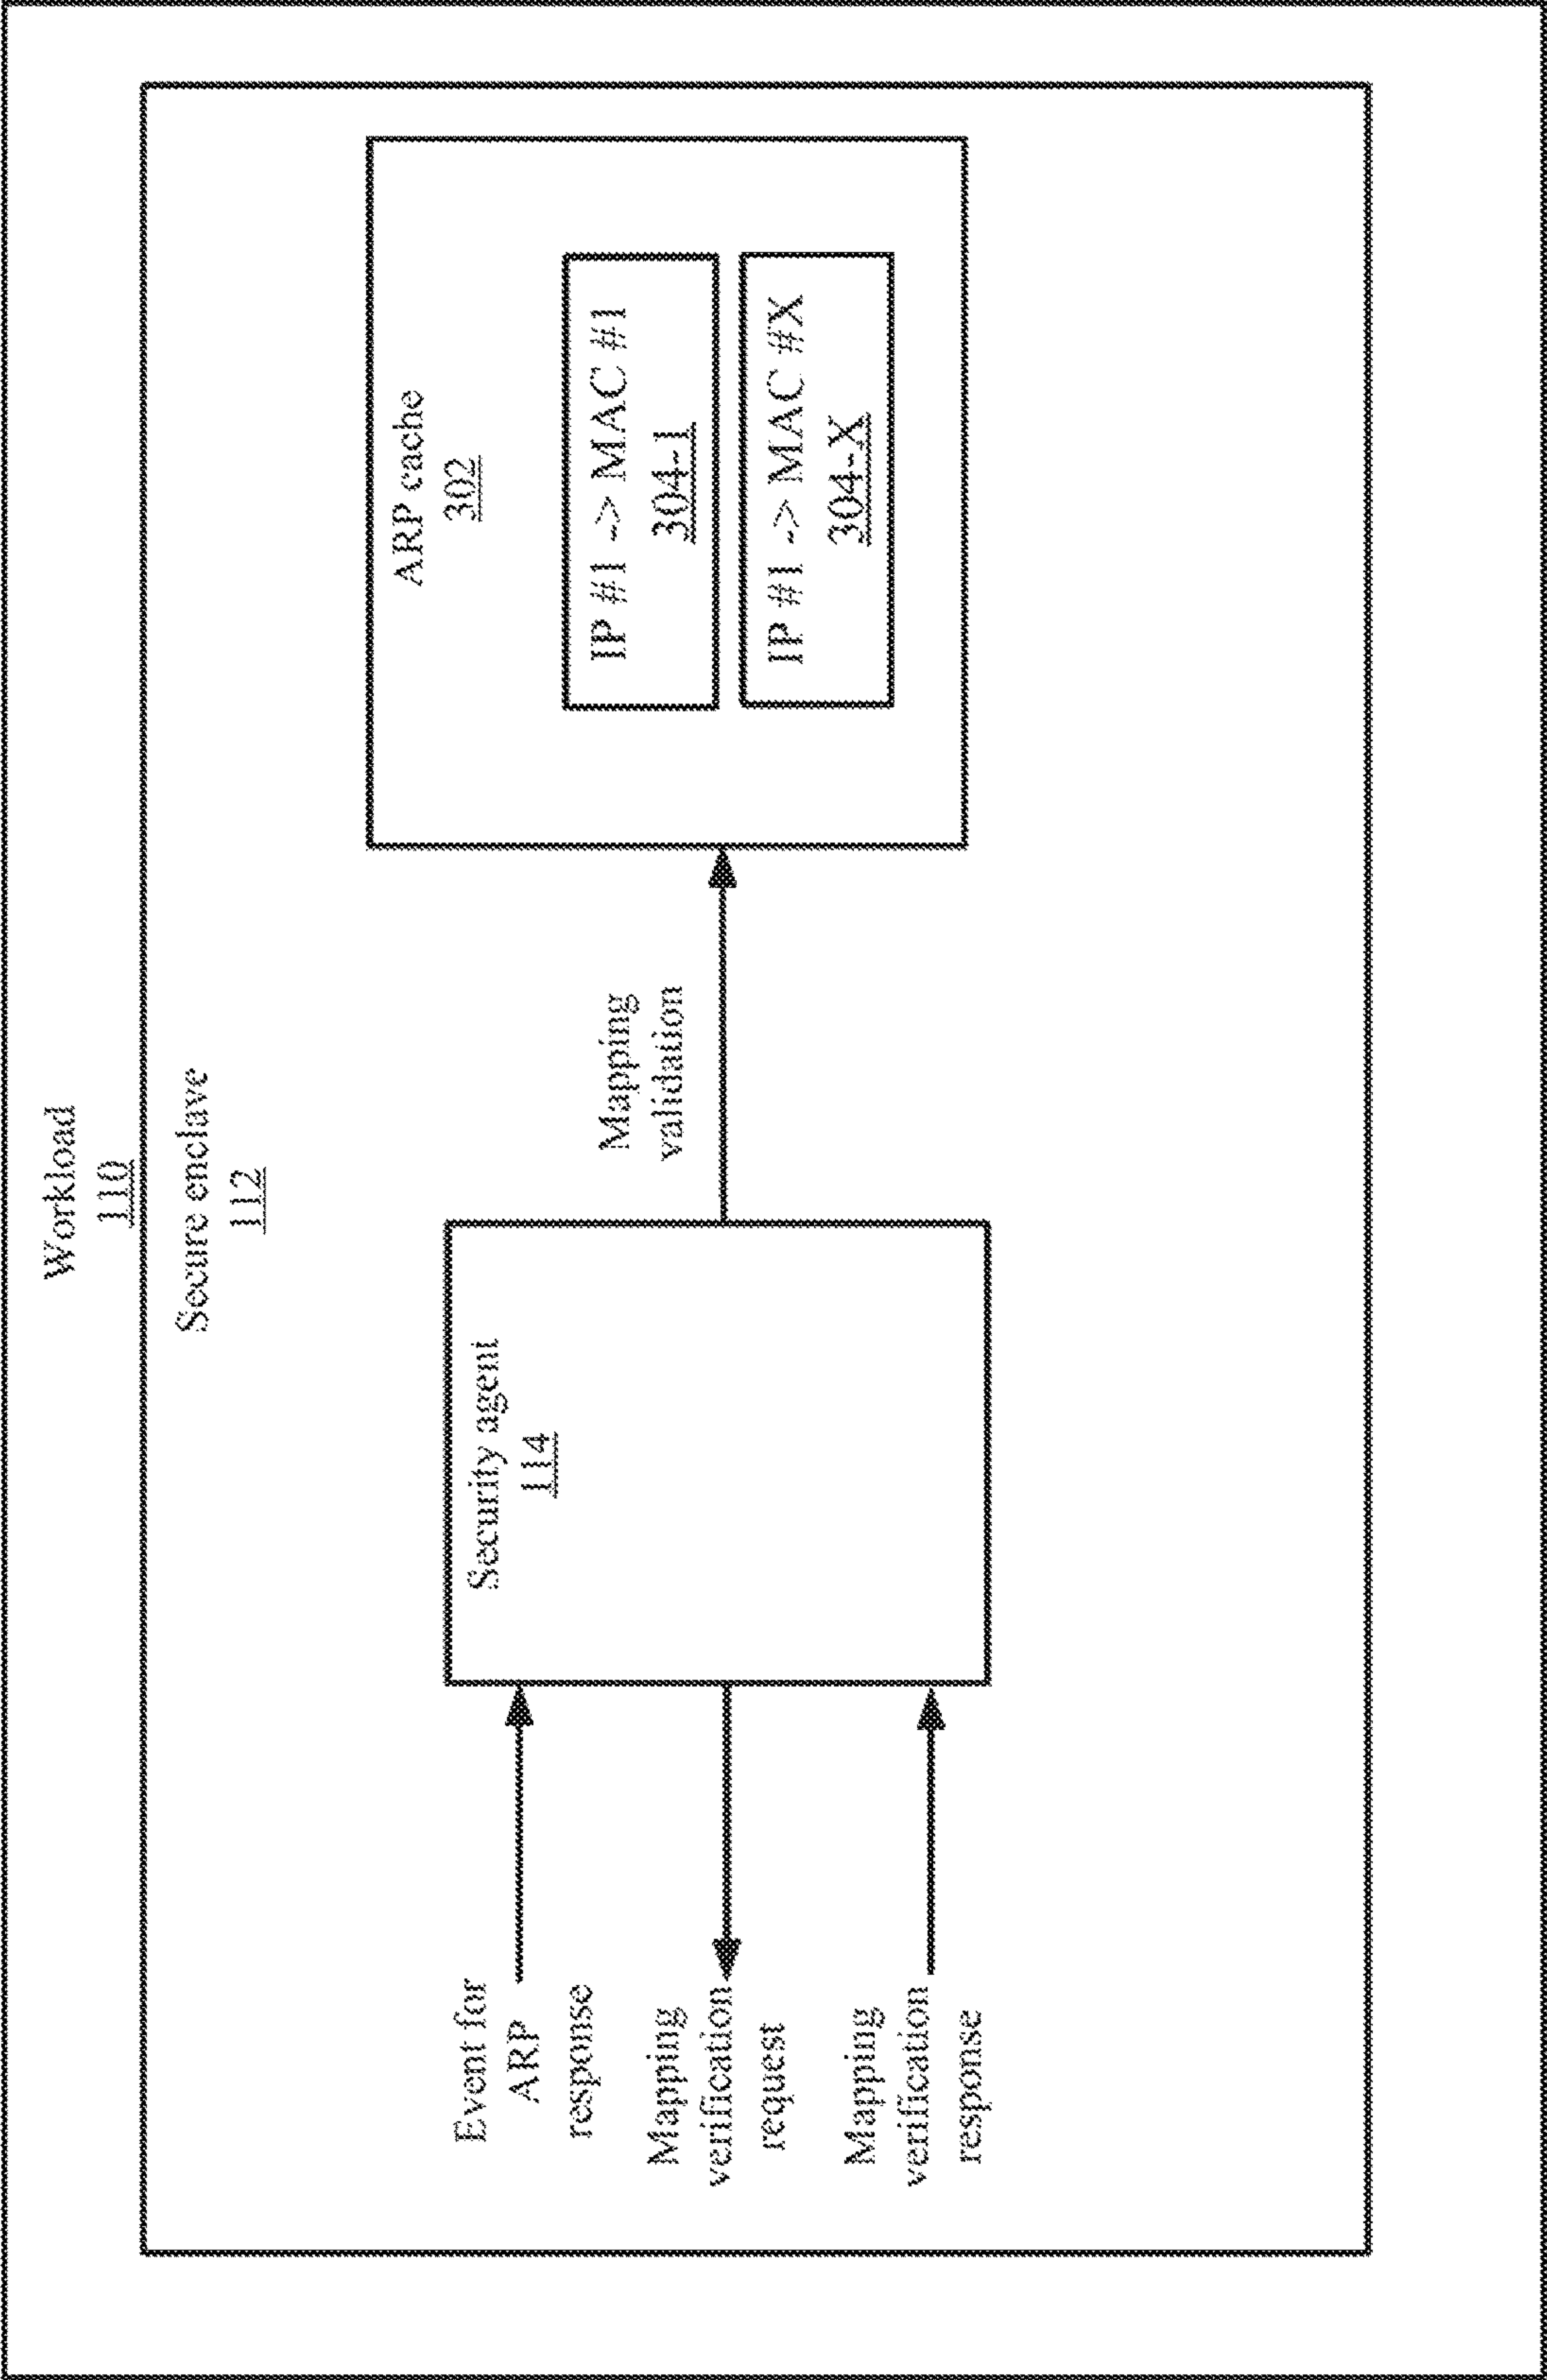 Workload
110
Secure enclave
112
Event for
ARP
response
Mapping
verification
request
Mapping
verification
response
Security agent
114
Mapping
validation
ARP cache
302
IP #1 -> MAC #1
304-1
IP #1 -> MAC #X
304-X